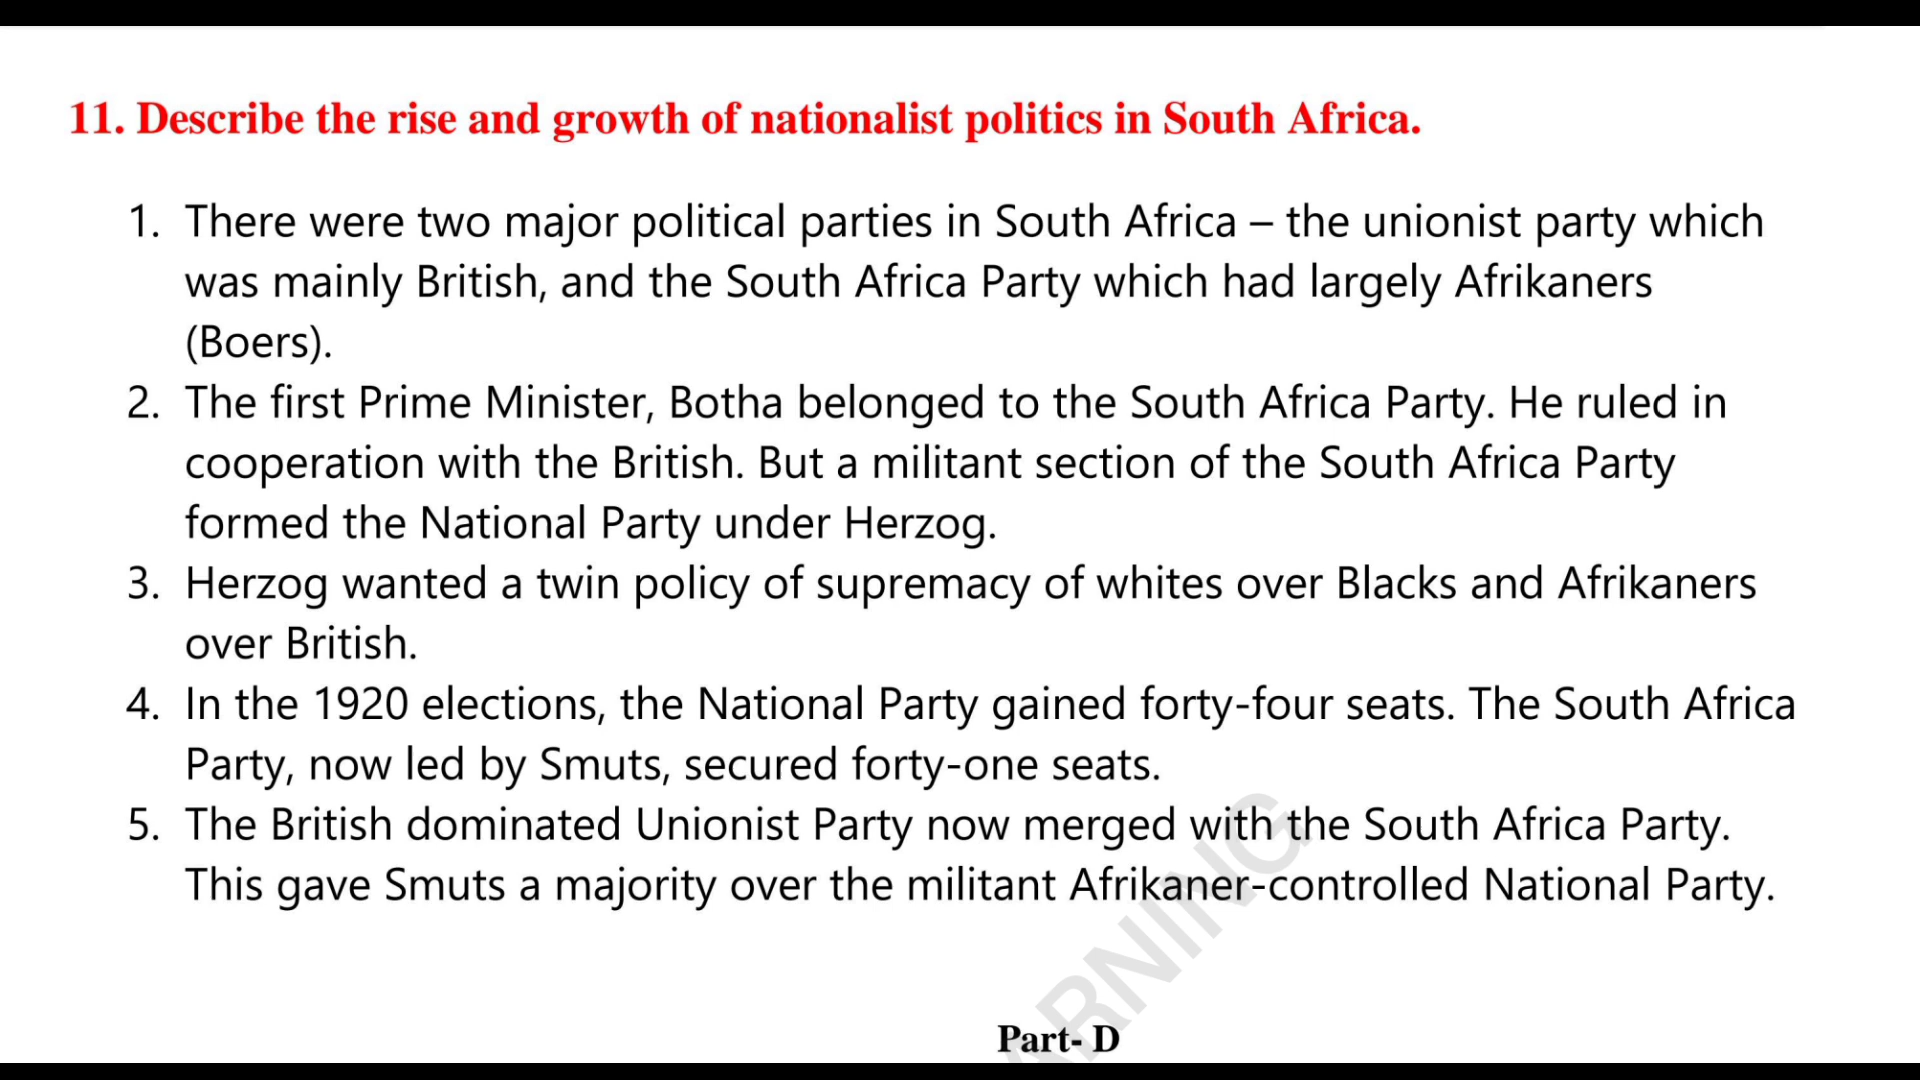 11. Describe the rise and growth of nationalist politics in South Africa.
1. There were two major political parties in South Africa – the unionist party which
was mainly British, and the South Africa Party which had largely Afrikaners
(Boers).
2. The first Prime Minister, Botha belonged to the South Africa Party. He ruled in
cooperation with the British. But a militant section of the South Africa Party
formed the National Party under Herzog.
3. Herzog wanted a twin policy of supremacy of whites over Blacks and Afrikaners
over British.
4. In the 1920 elections, the National Party gained forty-four seats. The South Africa
Party, now led by Smuts, secured forty-one seats.
5. The British dominated Unionist Party now merged with the South Africa Party.
This gave Smuts a majority over the militant Afrikaner-controlled National Party.
ARNING
Part- D